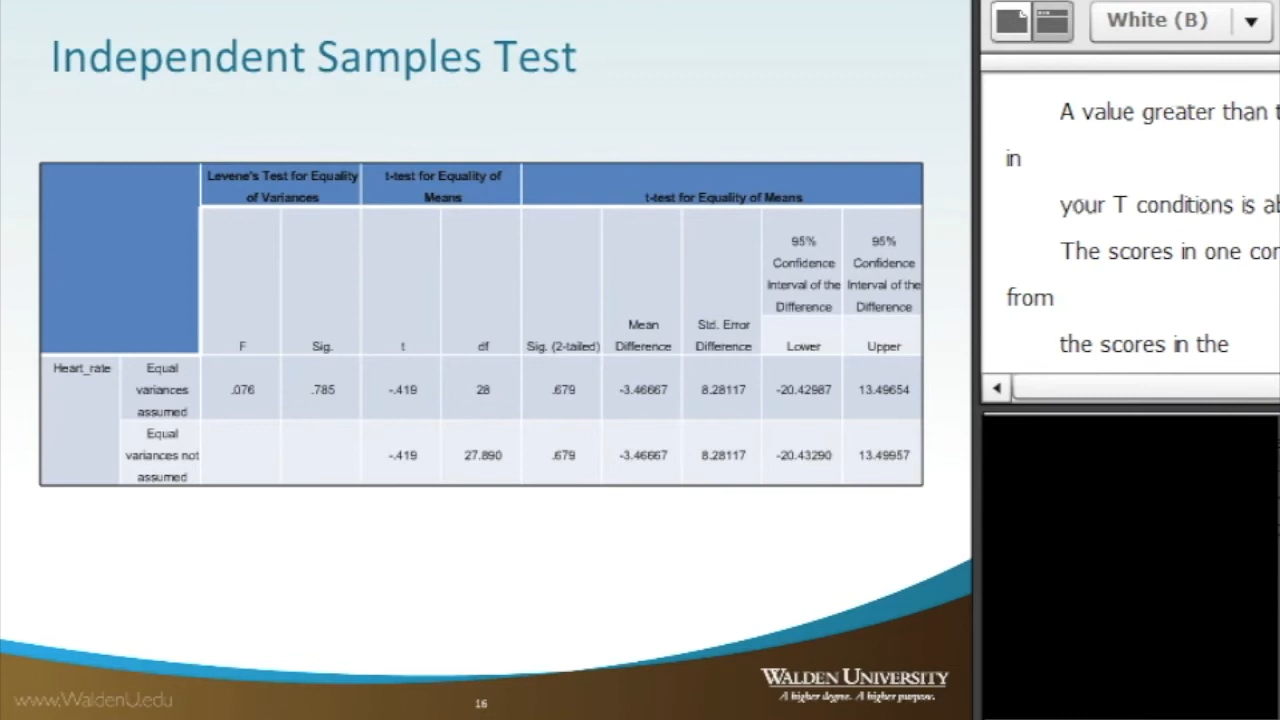 Independent Samples Test
Levene's Test for Equality
of Variances
t-test for Equality of
Means
t-test for Equality of Means
F
Sig.
t
df
Sig. (2-tailed)
Mean
Difference
Std. Error
Difference
95%
Confidence
Interval of the
Difference
Lower
95%
Confidence
Interval of the
Difference
Upper
Heart_rate
Equal
variances
assumed
.076 .785 -.419 28 .679 -3.46667 8.28117 -20.42987 13.49654
Equal
variances not
assumed
-.419 27.890 .679 -3.46667 8.28117 -20.43290 13.49957
www.WaldenU.edu
16
WALDEN UNIVERSITY
A higher degree. A higher purpose.
White (B)
A value greater than
in
your T conditions is
The scores in one
from
the scores in the